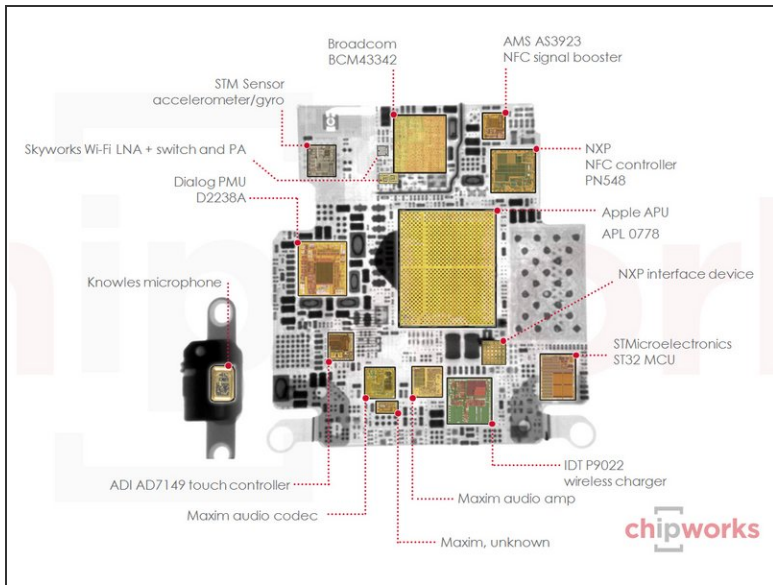 Broadcom
BCM43342
AMS AS3923
NFC signal booster
STM Sensor
accelerometer/gyro
Skyworks Wi-Fi LNA + switch and PA
NXP
NFC controller
PN548
Dialog PMU
D2238A
Apple APU
APL 0778
Knowles microphone
NXP interface device
STMicroelectronics
ST32 MCU
ADI AD7149 touch controller
IDT P9022
wireless charger
Maxim audio amp
Maxim audio codec
Maxim, unknown
chipworks